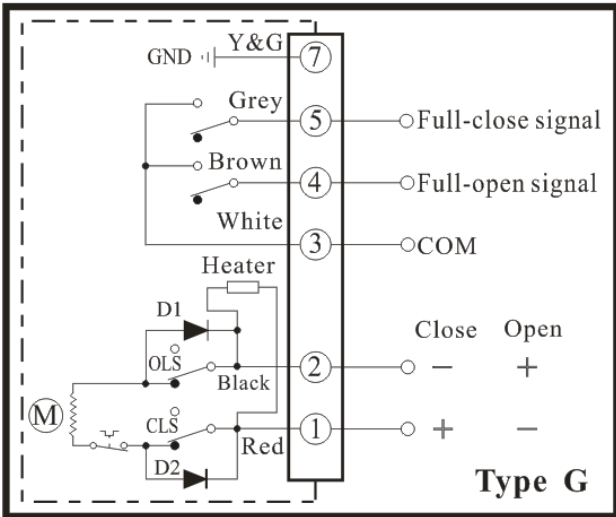 Y&G
GND 7
Grey
5 Full-close signal
Brown
4 Full-open signal
White
3 COM
Heater
D1
Close Open
OLS
2 − +
Black
M
CLS
1 + −
Red
D2
Type G